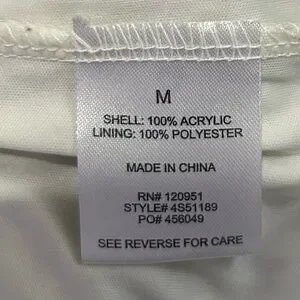 M
SHELL: 100% ACRYLIC
LINING: 100% POLYESTER
MADE IN CHINA
RN# 120951
STYLE# 4S51189
PO# 456049
SEE REVERSE FOR CARE